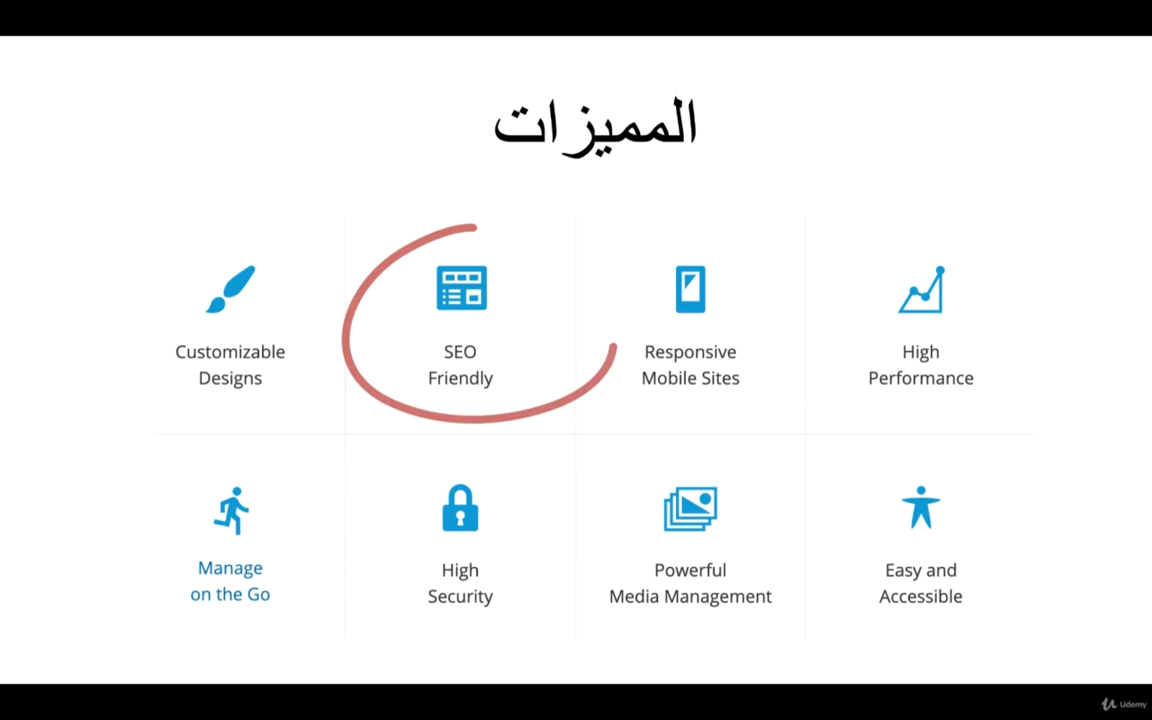 المميزات
Customizable
Designs
SEO
Friendly
Responsive
Mobile Sites
High
Performance
Manage
on the Go
High
Security
Powerful
Media Management
Easy and
Accessible
Udemy